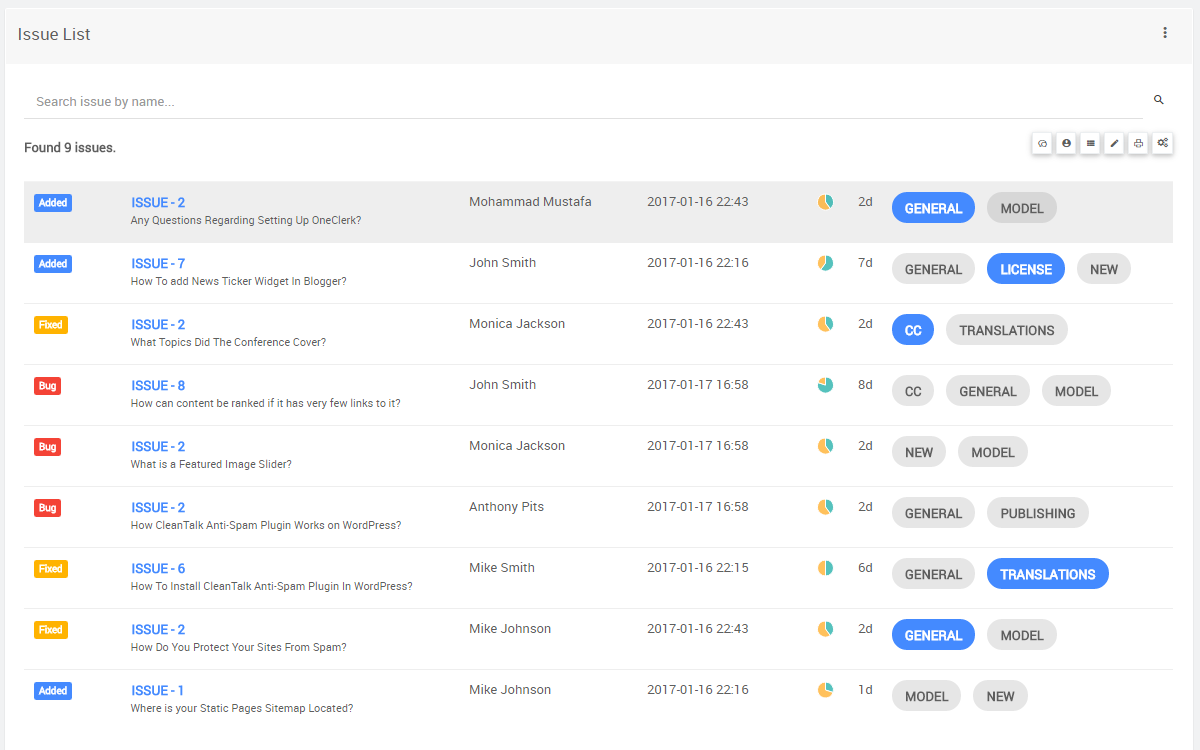 Issue List
Search issue by name...
Found 9 issues.
Added ISSUE - 2 Mohammad Mustafa 2017-01-16 22:43 2d GENERAL MODEL
Any Questions Regarding Setting Up OneClerk?
Added ISSUE - 7 John Smith 2017-01-16 22:16 7d GENERAL LICENSE NEW
How To add News Ticker Widget In Blogger?
Fixed ISSUE - 2 Monica Jackson 2017-01-16 22:43 2d CC TRANSLATIONS
What Topics Did The Conference Cover?
Bug ISSUE - 8 John Smith 2017-01-17 16:58 8d CC GENERAL MODEL
How can content be ranked if it has very few links to it?
Bug ISSUE - 2 Monica Jackson 2017-01-17 16:58 2d NEW MODEL
What is a Featured Image Slider?
Bug ISSUE - 2 Anthony Pits 2017-01-17 16:58 2d GENERAL PUBLISHING
How CleanTalk Anti-Spam Plugin Works on WordPress?
Fixed ISSUE - 6 Mike Smith 2017-01-16 22:15 6d GENERAL TRANSLATIONS
How To Install CleanTalk Anti-Spam Plugin In WordPress?
Fixed ISSUE - 2 Mike Johnson 2017-01-16 22:43 2d GENERAL MODEL
How Do You Protect Your Sites From Spam?
Added ISSUE - 1 Mike Johnson 2017-01-16 22:16 1d MODEL NEW
Where is your Static Pages Sitemap Located?